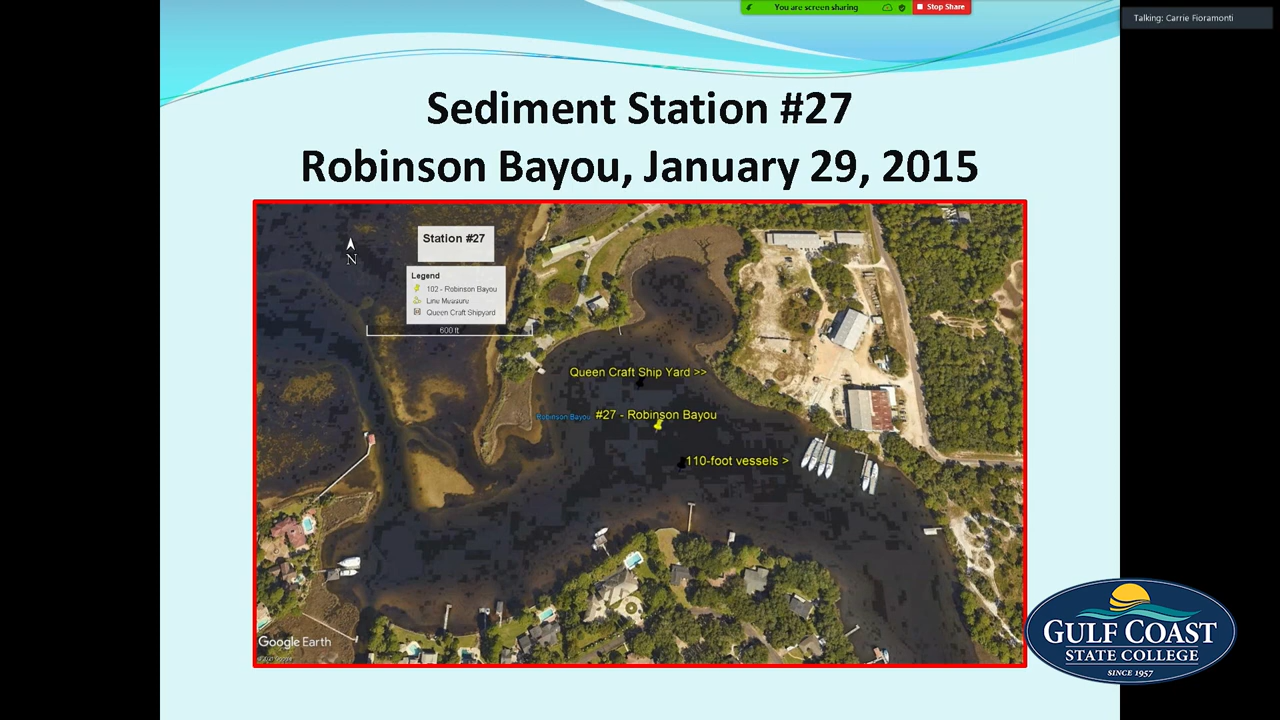 You are screen sharing
Stop Share
Talking: Carrie Fioramonti
Sediment Station #27
Robinson Bayou, January 29, 2015
Station #27
N
Legend
102 - Robinson Bayou
Line Measure
Queen Craft Shipyard
600 ft
Queen Craft Ship Yard >>
Robinson Bayou
#27 - Robinson Bayou
110-foot vessels >
Google Earth
GULF COAST
STATE COLLEGE
SINCE 1957